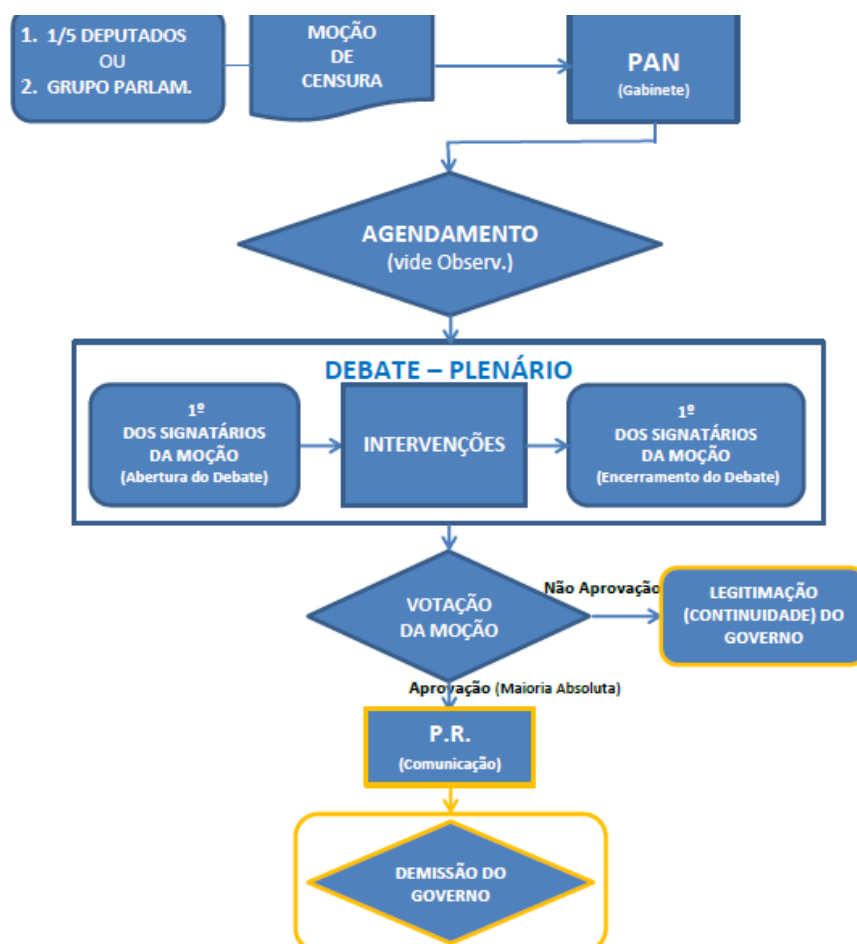 1. 1/5 DEPUTADOS
OU
2. GRUPO PARLAM.
MOÇÃO
DE
CENSURA
PAN
(Gabinete)
AGENDAMENTO
(vide Observ.)
DEBATE – PLENÁRIO
1º
DOS SIGNATÁRIOS
DA MOÇÃO
(Abertura do Debate)
INTERVENÇÕES
1º
DOS SIGNATÁRIOS
DA MOÇÃO
(Encerramento do Debate)
VOTAÇÃO
DA MOÇÃO
Não Aprovação
LEGITIMAÇÃO
(CONTINUIDADE) DO
GOVERNO
Aprovação (Maioria Absoluta)
P.R.
(Comunicação)
DEMISSÃO DO
GOVERNO